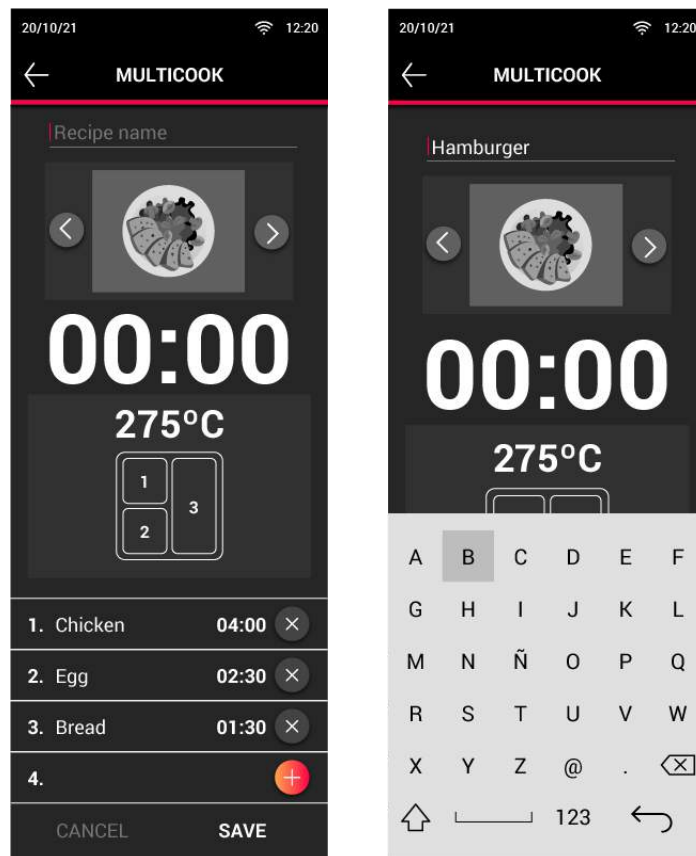 20/10/21 12:20
MULTICOOK
Recipe name
00:00
275ºC
1
2
3
1. Chicken 04:00
2. Egg 02:30
3. Bread 01:30
4.
CANCEL SAVE
20/10/21 12:20
MULTICOOK
Hamburger
00:00
275ºC
A B C D E F
G H I J K L
M N Ñ O P Q
R S T U V W
X Y Z @ .
123